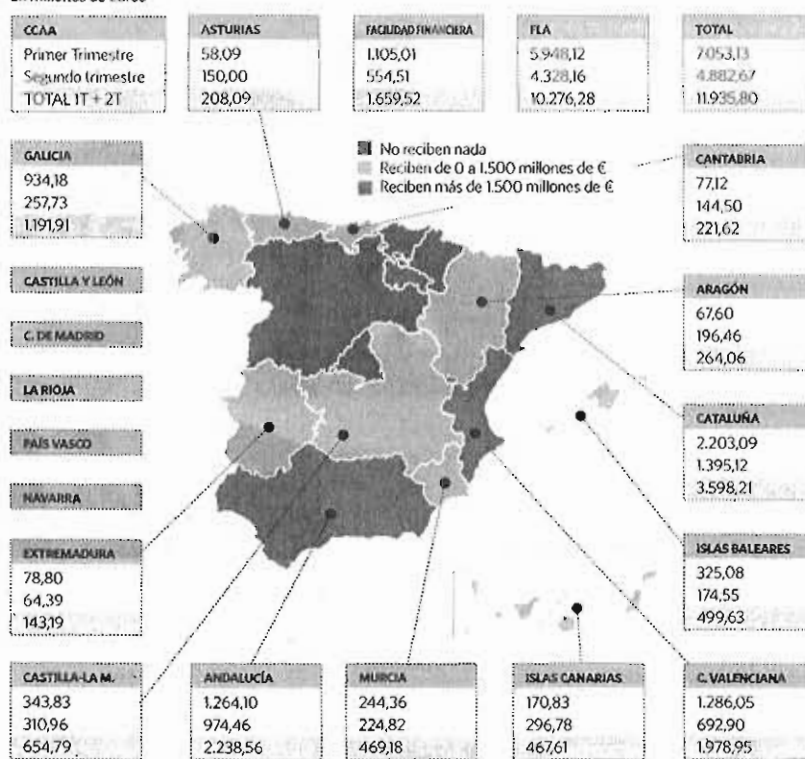 CCAA
Primer Trimestre
Segundo trimestre
TOTAL 1T + 2T
ASTURIAS
58,09
150,00
208,09
FACILIDAD FINANCIERA
1.105,01
554,51
1.659,52
FLA
5.948,12
4.328,16
10.276,28
TOTAL
7.053,13
4.882,67
11.935,80
No reciben nada
Reciben de 0 a 1.500 millones de €
Reciben más de 1.500 millones de €
GALICIA
934,18
257,73
1.191,91
CANTABRIA
77,12
144,50
221,62
CASTILLA Y LEÓN
C. DE MADRID
LA RIOJA
PAÍS VASCO
NAVARRA
ARAGÓN
67,60
196,46
264,06
CATALUÑA
2.203,09
1.395,12
3.598,21
EXTREMADURA
78,80
64,39
143,19
ISLAS BALEARES
325,08
174,55
499,63
CASTILLA-LA M.
343,83
310,96
654,79
ANDALUCÍA
1.264,10
974,46
2.238,56
MURCIA
244,36
224,82
469,18
ISLAS CANARIAS
170,83
296,78
467,61
C. VALENCIANA
1.286,05
692,90
1.978,95